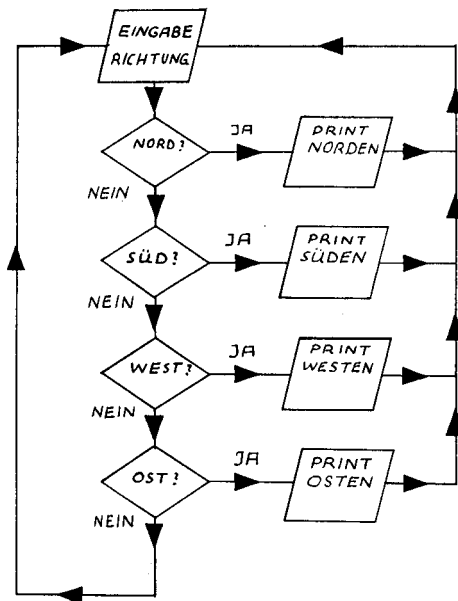 EINGABE
RICHTUNG
NORD?
JA
PRINT
NORDEN
NEIN
SÜD?
JA
PRINT
SÜDEN
NEIN
WEST?
JA
PRINT
WESTEN
NEIN
OST?
JA
PRINT
OSTEN
NEIN